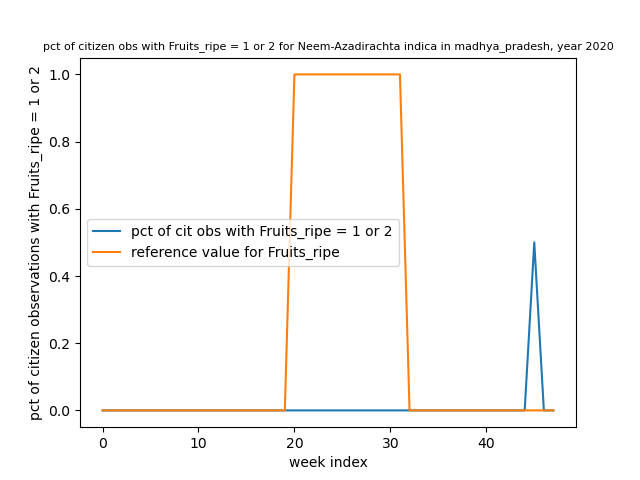 pct of citizen obs with Fruits_ripe = 1 or 2 for Neem-Azadirachta indica in madhya_pradesh, year 2020
pct of citizen observations with Fruits_ripe = 1 or 2
1.0
0.8
0.6
0.4
0.2
0.0
pct of cit obs with Fruits_ripe = 1 or 2
reference value for Fruits_ripe
0 10 20 30 40
week index